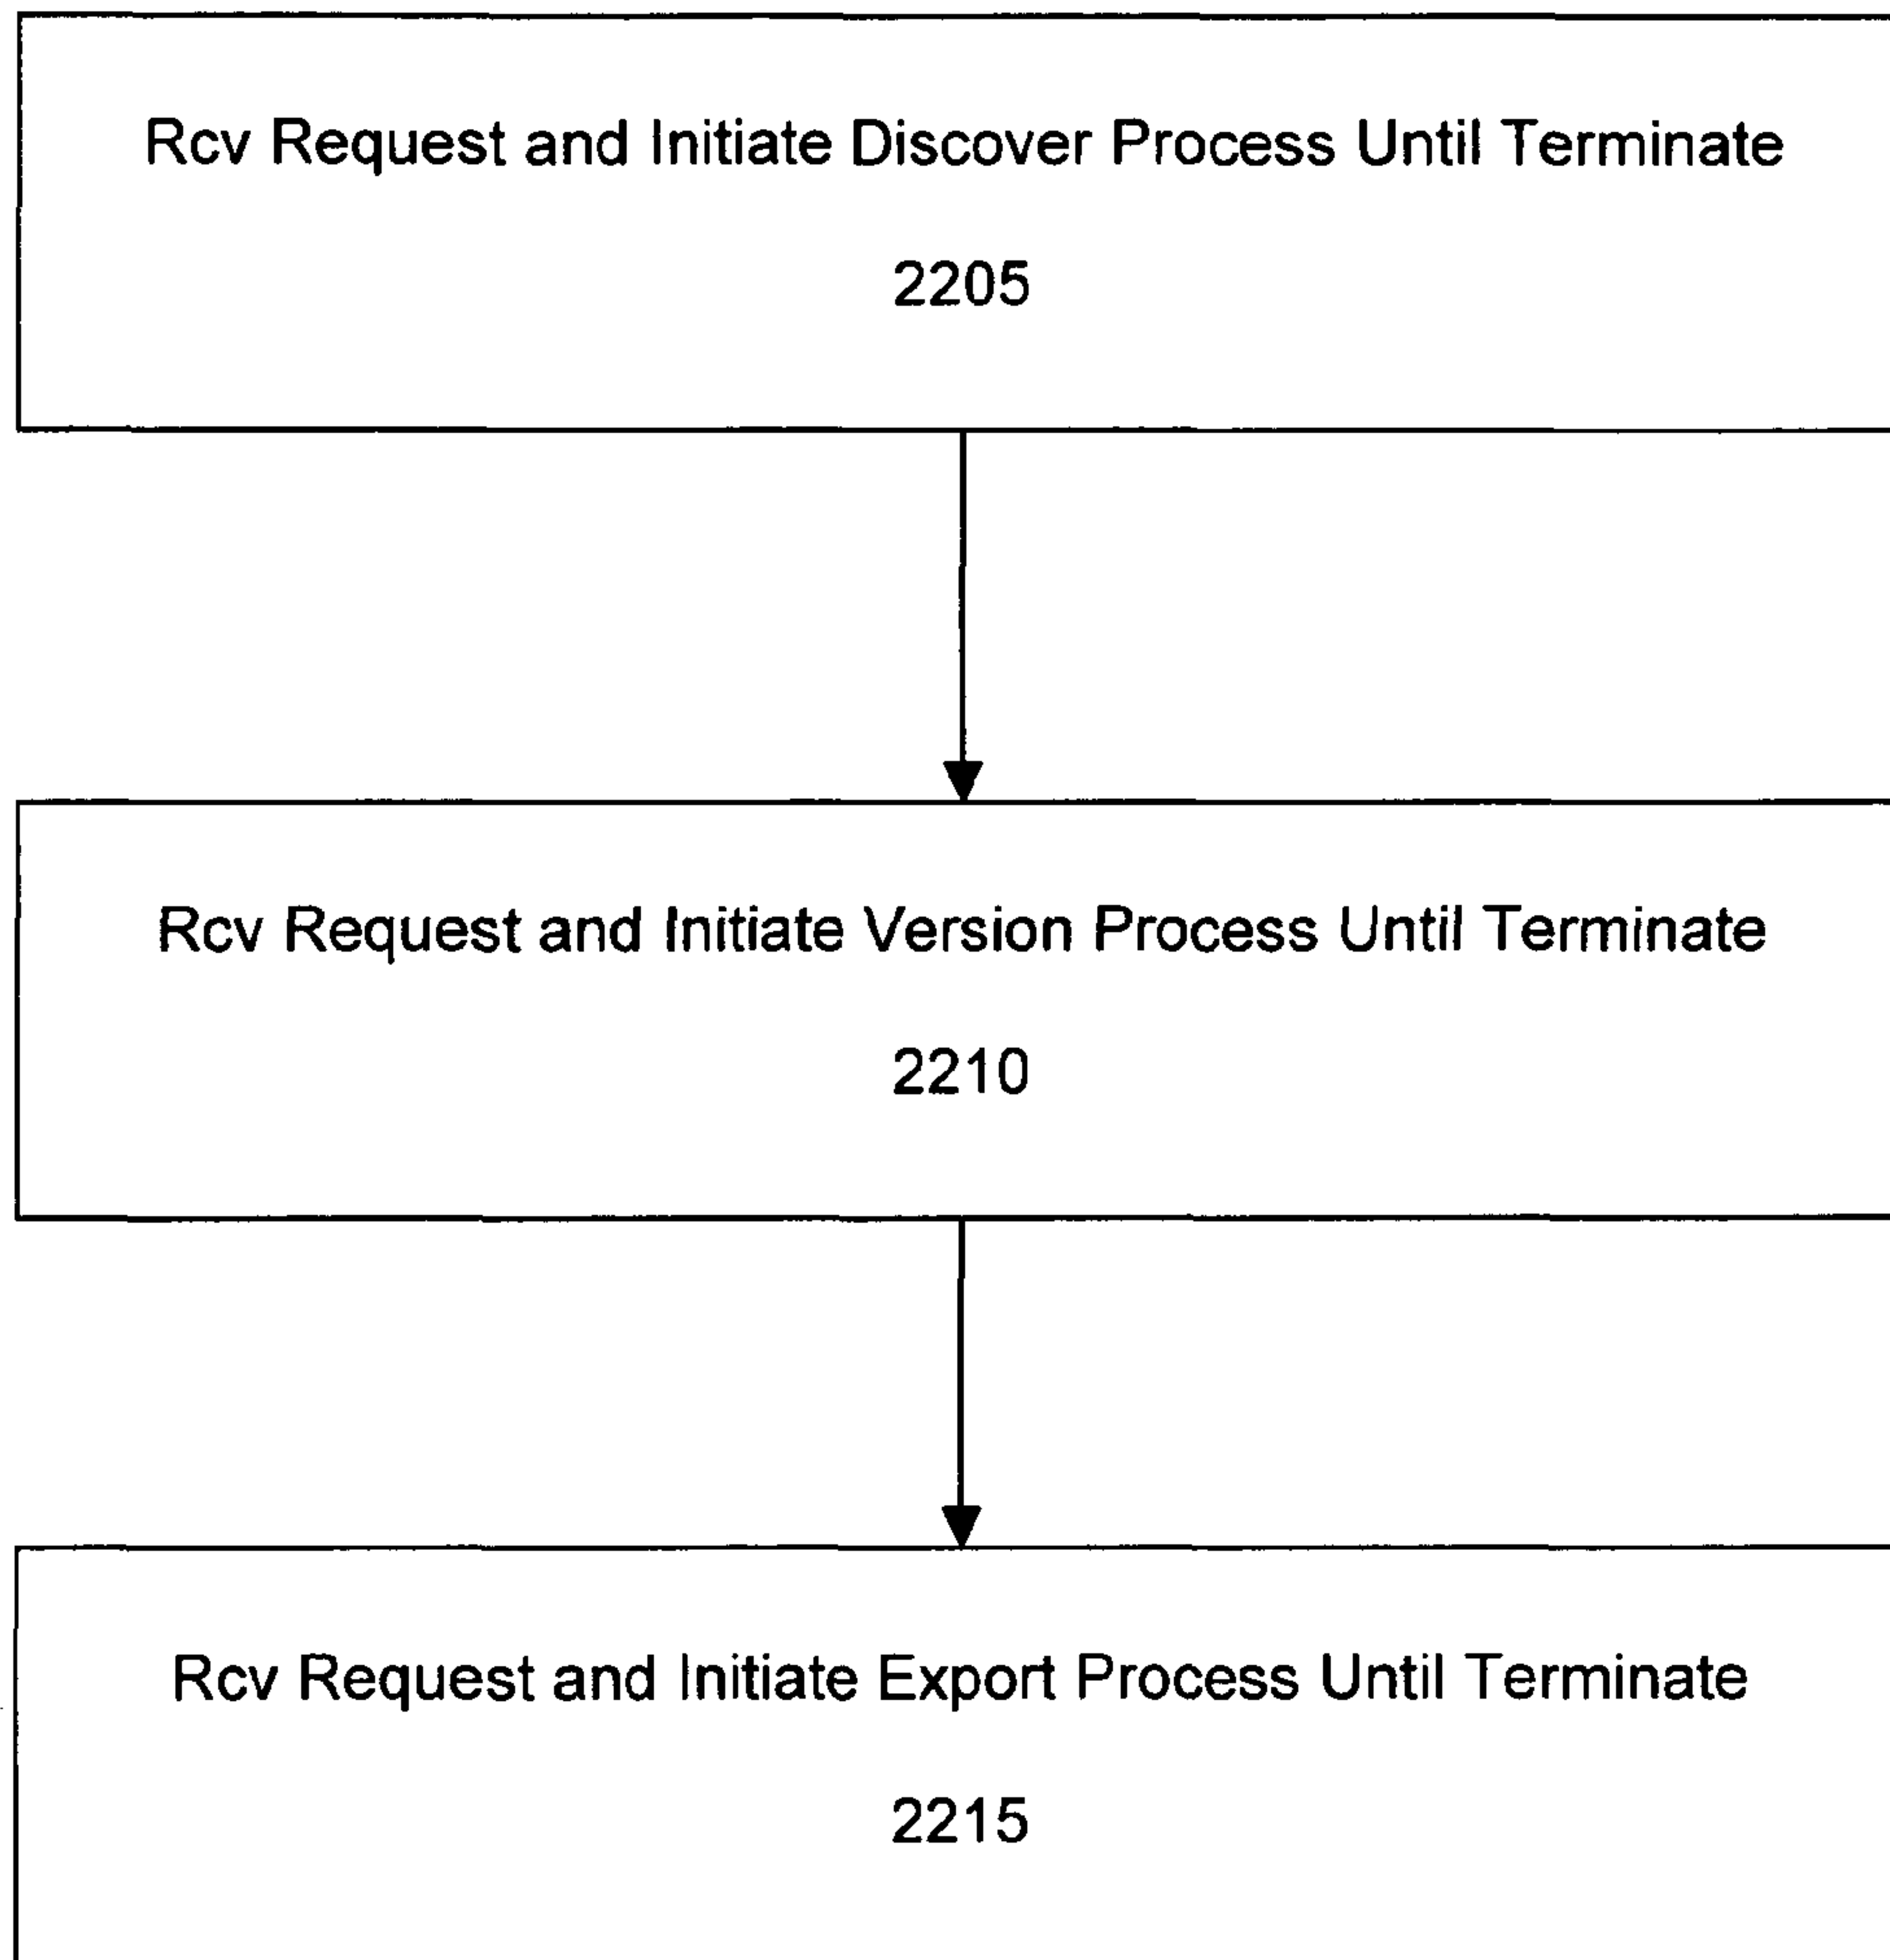 Rcv Request and Initiate Discover Process Until Terminate
2205
Rcv Request and Initiate Version Process Until Terminate
2210
Rcv Request and Initiate Export Process Until Terminate
2215